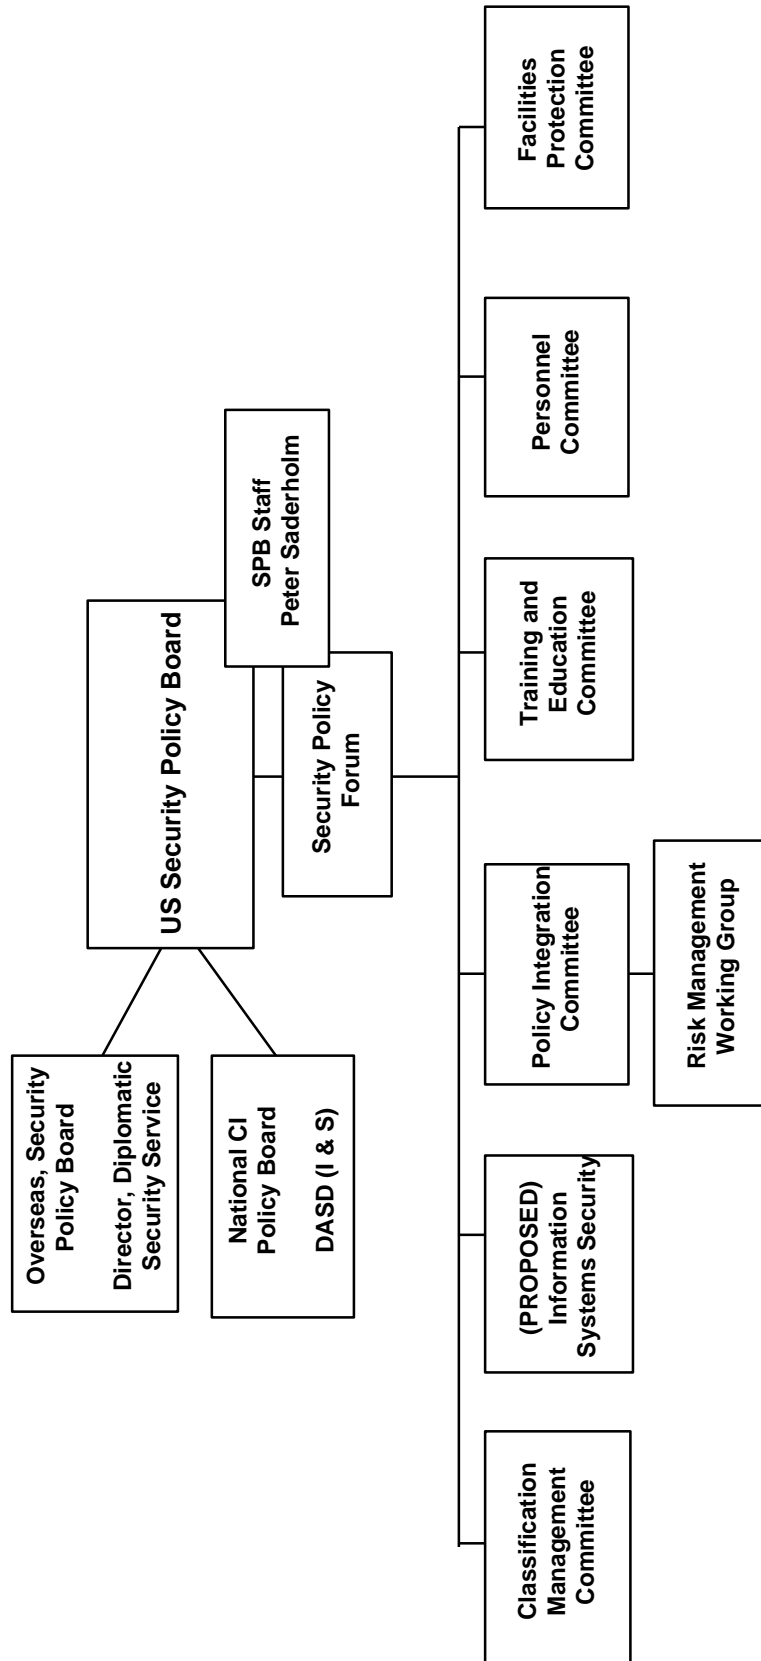 Overseas, Security
Policy Board
Director, Diplomatic
Security Service
National CI
Policy Board
DASD (I & S)
US Security Policy Board
SPB Staff
Peter Saderholm
Security Policy
Forum
Classification
Management
Committee
(PROPOSED)
Information
Systems Security
Policy Integration
Committee
Risk Management
Working Group
Training and
Education
Committee
Personnel
Committee
Facilities
Protection
Committee